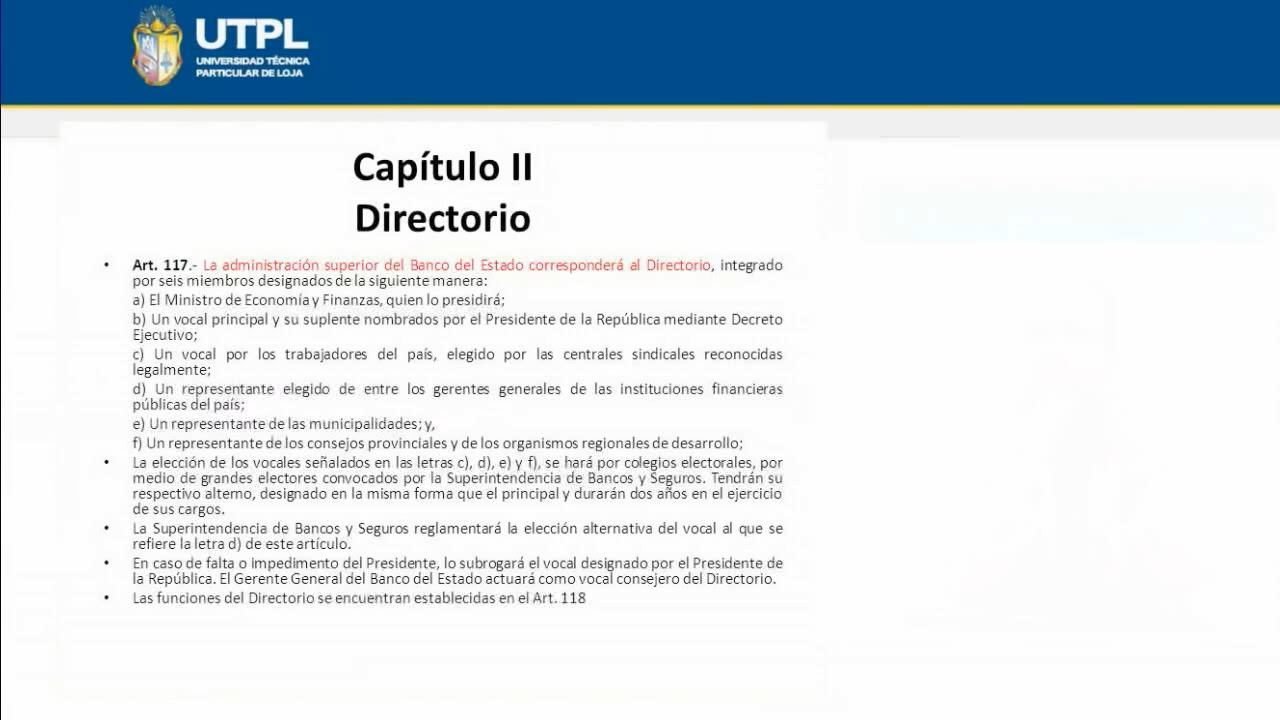 UTPL
UNIVERSIDAD TÉCNICA
PARTICULAR DE LOJA
Capítulo II
Directorio
• Art. 117.- La administración superior del Banco del Estado corresponderá al Directorio, integrado
por seis miembros designados de la siguiente manera:
a) El Ministro de Economía y Finanzas, quien lo presidirá;
b) Un vocal principal y su suplente nombrados por el Presidente de la República mediante Decreto
Ejecutivo;
c) Un vocal por los trabajadores del país, elegido por las centrales sindicales reconocidas
legalmente;
d) Un representante elegido de entre los gerentes generales de las instituciones financieras
públicas del país;
e) Un representante de las municipalidades; y,
f) Un representante de los consejos provinciales y de los organismos regionales de desarrollo;
• La elección de los vocales señalados en las letras c), d), e) y f), se hará por colegios electorales, por
medio de grandes electores convocados por la Superintendencia de Bancos y Seguros. Tendrán su
respectivo alterno, designado en la misma forma que el principal y durarán dos años en el ejercicio
de sus cargos.
• La Superintendencia de Bancos y Seguros reglamentará la elección alternativa del vocal al que se
refiere la letra d) de este artículo.
• En caso de falta o impedimento del Presidente, lo subrogará el vocal designado por el Presidente de
la República. El Gerente General del Banco del Estado actuará como vocal consejero del Directorio.
• Las funciones del Directorio se encuentran establecidas en el Art. 118